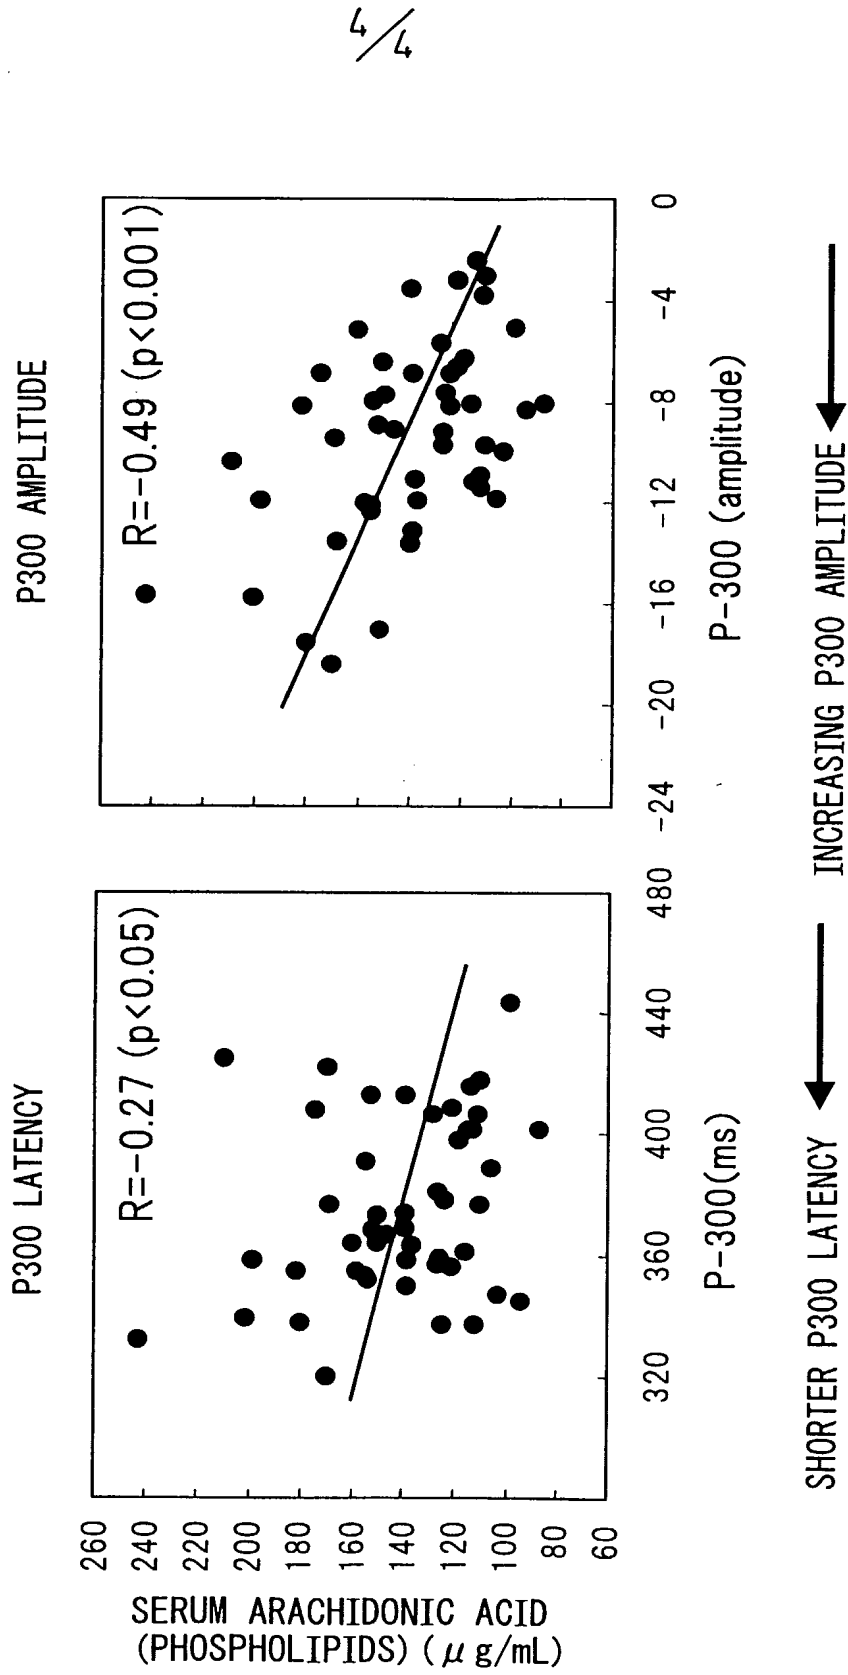 4/4
P300 LATENCY
P300 AMPLITUDE
R=-0.27 (p<0.05)
R=-0.49 (p<0.001)
260
240
220
200
180
160
140
120
100
80
60
SERUM ARACHIDONIC ACID
(PHOSPHOLIPIDS) (μg/mL)
320 360 400 440 480
-24 -20 -16 -12 -8 -4 0
P-300(ms)
P-300 (amplitude)
SHORTER P300 LATENCY
INCREASING P300 AMPLITUDE